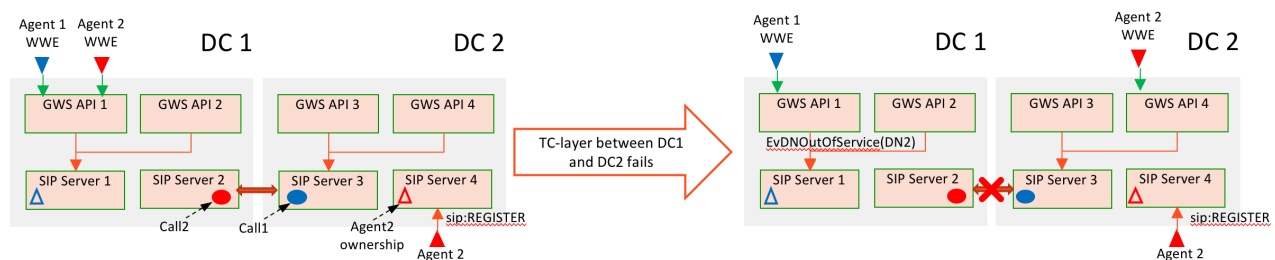 Agent 1
WWE
Agent 2
WWE
DC 1
DC 2
GWS API 1
GWS API 2
GWS API 3
GWS API 4
SIP Server 1
SIP Server 2
SIP Server 3
SIP Server 4
Call2
Call1
Agent2
ownership
sip:REGISTER
Agent 2
TC-layer between DC1
and DC2 fails
Agent 1
WWE
DC 1
Agent 2
WWE
DC 2
GWS API 1
GWS API 2
GWS API 3
GWS API 4
EvDNOutOfService(DN2)
SIP Server 1
SIP Server 2
SIP Server 3
SIP Server 4
sip:REGISTER
Agent 2